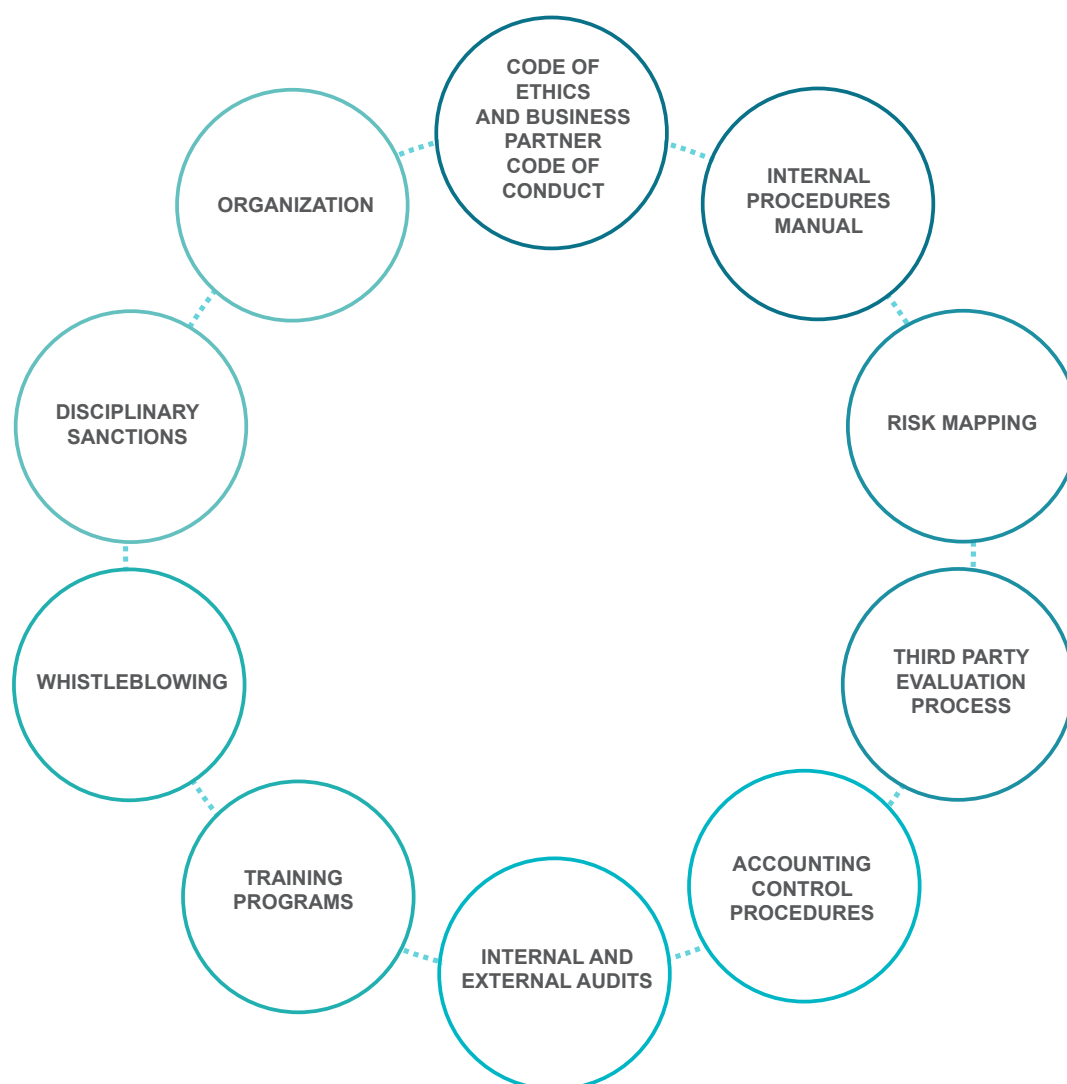 CODE OF
ETHICS
AND BUSINESS
PARTNER
CODE OF
CONDUCT
INTERNAL
PROCEDURES
MANUAL
RISK MAPPING
THIRD PARTY
EVALUATION
PROCESS
ACCOUNTING
CONTROL
PROCEDURES
INTERNAL AND
EXTERNAL AUDITS
TRAINING
PROGRAMS
WHISTLEBLOWING
DISCIPLINARY
SANCTIONS
ORGANIZATION